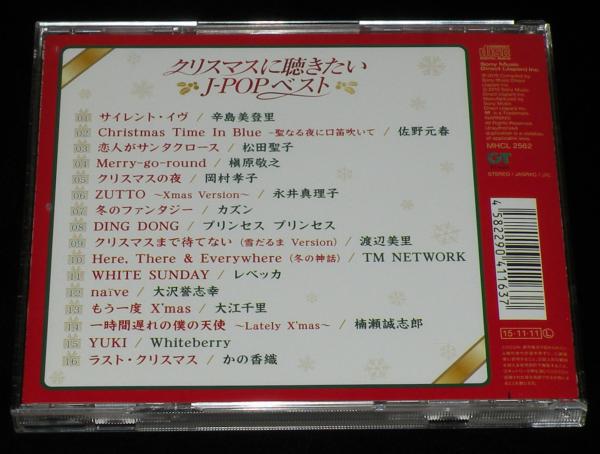 クリスマスに聴きたい
J-POPベスト
01 サイレント・イヴ / 辛島美登里
02 Christmas Time In Blue －聖なる夜に口笛吹いて / 佐野元春
03 恋人がサンタクロース / 松田聖子
04 Merry-go-round / 槇原敬之
05 クリスマスの夜 / 岡村孝子
06 ZUTTO ～Xmas Version～ / 永井真理子
07 冬のファンタジー / カズン
08 DING DONG / プリンセス プリンセス
09 クリスマスまで待てない (雪だるま Version) / 渡辺美里
10 Here, There & Everywhere (冬の神話) / TM NETWORK
11 WHITE SUNDAY / レベッカ
12 naïve / 大沢誉志幸
13 もう一度 X'mas / 大江千里
14 一時間遅れの僕の天使 ～Lately X'mas～ / 楠瀬誠志郎
15 YUKI / Whiteberry
16 ラスト・クリスマス / かの香織
Sony Music
Direct (Japan) Inc.
MHCL 2562
GT
4 582290 411637
15・11・11 L